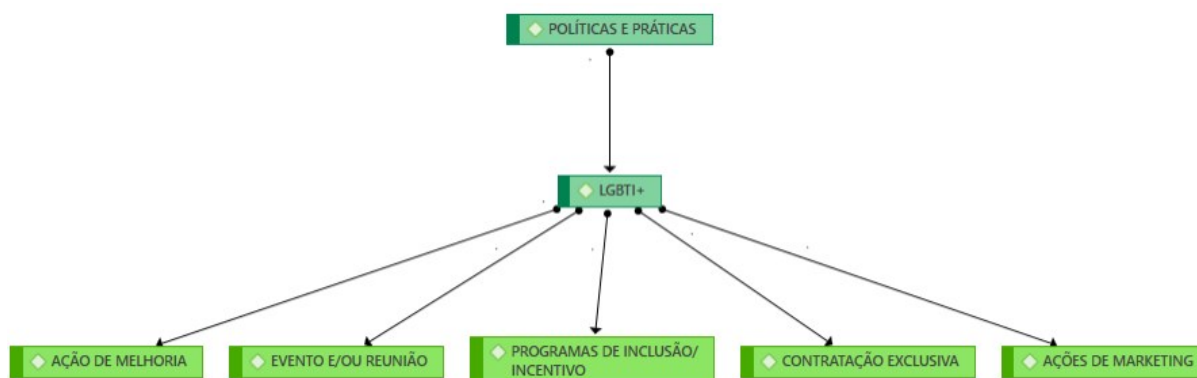 POLÍTICAS E PRÁTICAS
LGBTI+
AÇÃO DE MELHORIA
EVENTO E/OU REUNIÃO
PROGRAMAS DE INCLUSÃO/
INCENTIVO
CONTRATAÇÃO EXCLUSIVA
AÇÕES DE MARKETING